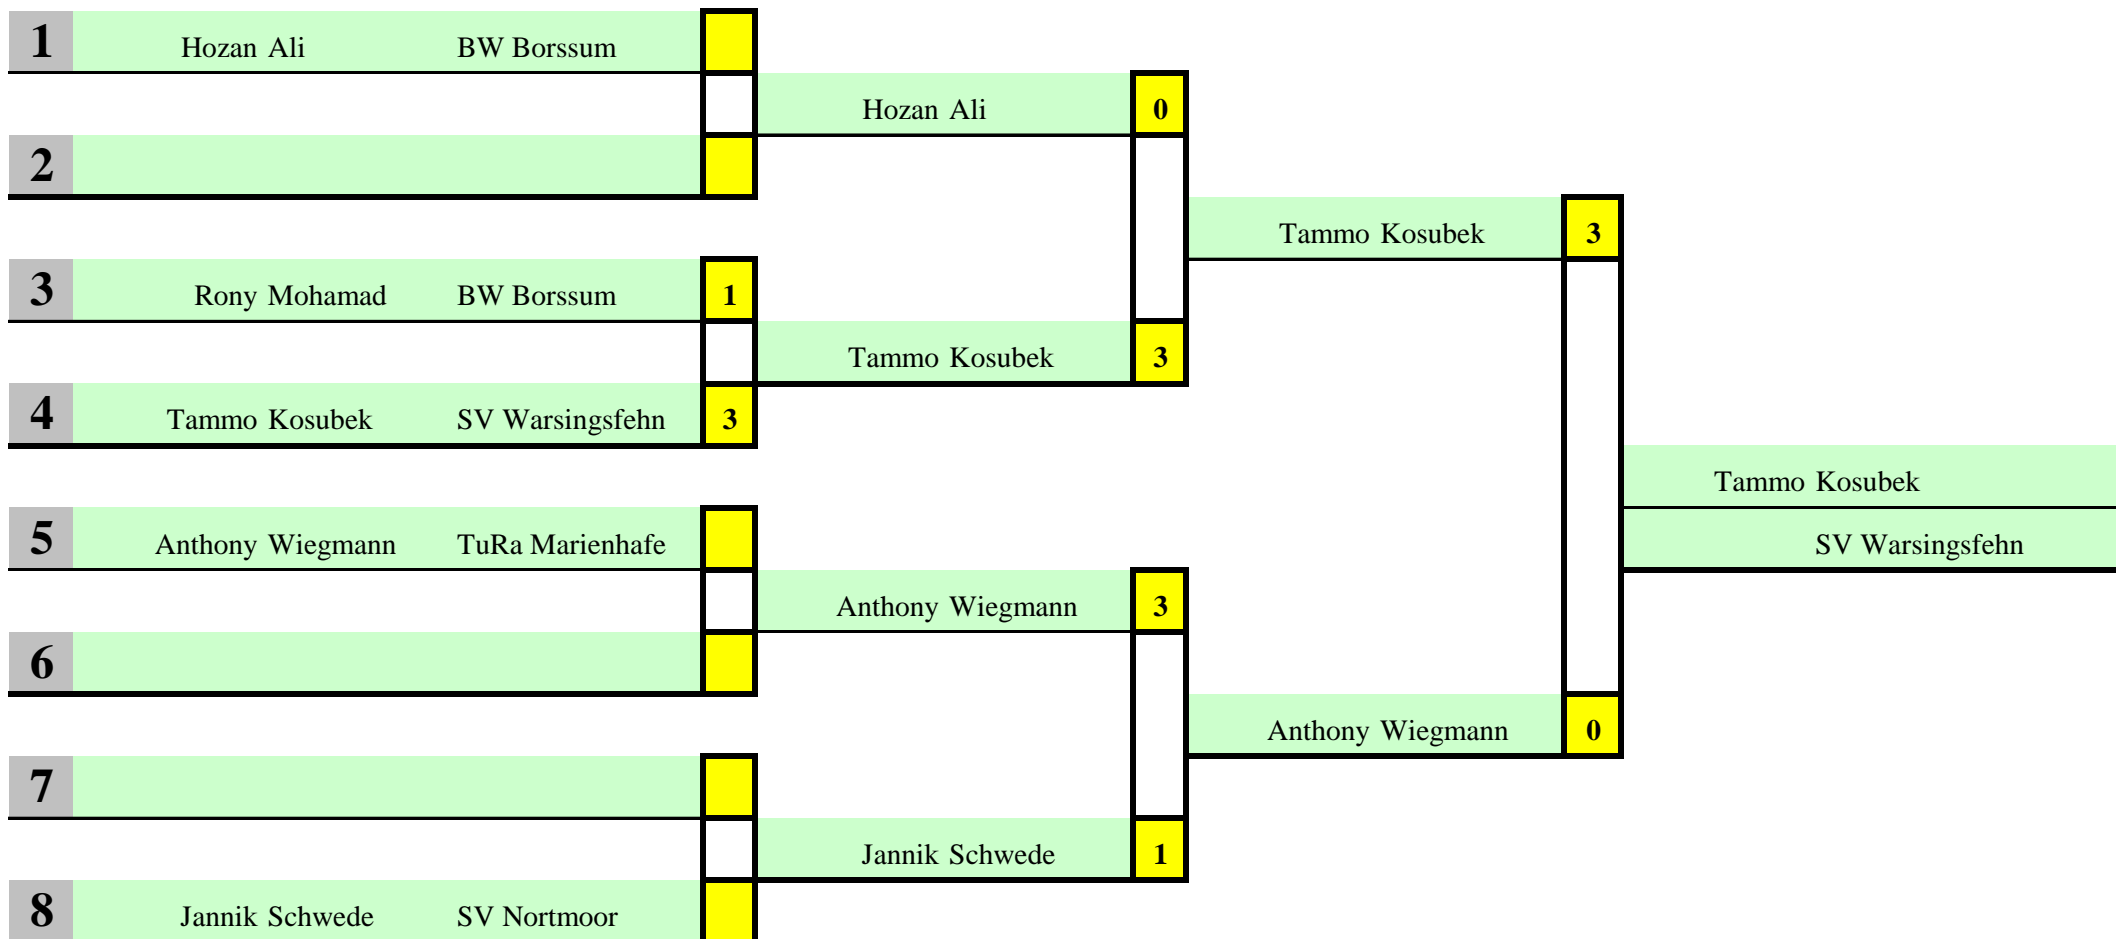 1 Hozan Ali BW Borssum
Hozan Ali 0
2
Tammo Kosubek 3
3 Rony Mohamad BW Borssum 1
Tammo Kosubek 3
4 Tammo Kosubek SV Warsingsfehn 3
Tammo Kosubek
5 Anthony Wiegmann TuRa Marienhafe
SV Warsingsfehn
Anthony Wiegmann 3
6
Anthony Wiegmann 0
7
Jannik Schwede 1
8 Jannik Schwede SV Nortmoor